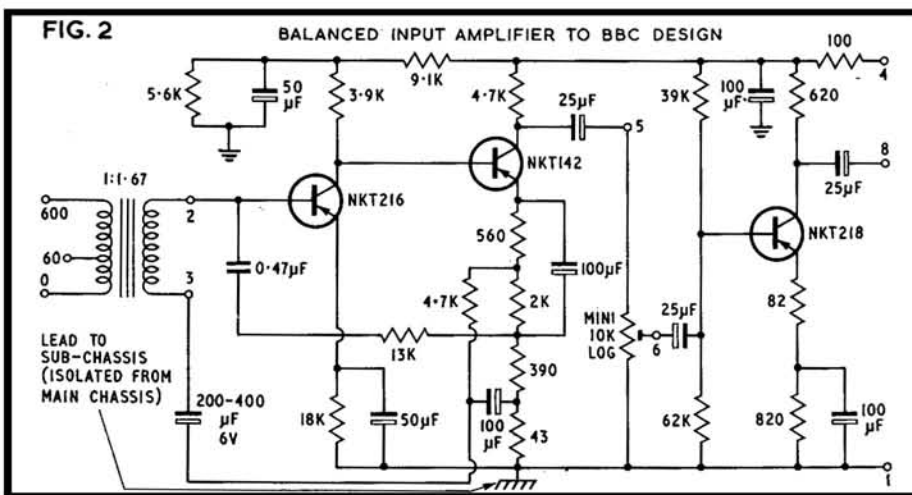 FIG. 2
BALANCED INPUT AMPLIFIER TO BBC DESIGN
100
4
5·6K
50
μF
3·9K
9·1K
4·7K
25μF
5
39K
100
μF
620
8
25μF
NKT142
1:1·67
600
60
0
2
3
NKT216
NKT218
0·47μF
560
4·7K
2K
100μF
13K
MINI
10K
LOG
25μF
6
82
LEAD TO
SUB-CHASSIS
(ISOLATED FROM
MAIN CHASSIS)
200-400
μF
6V
18K
50μF
100
μF
390
43
62K
820
100
μF
1